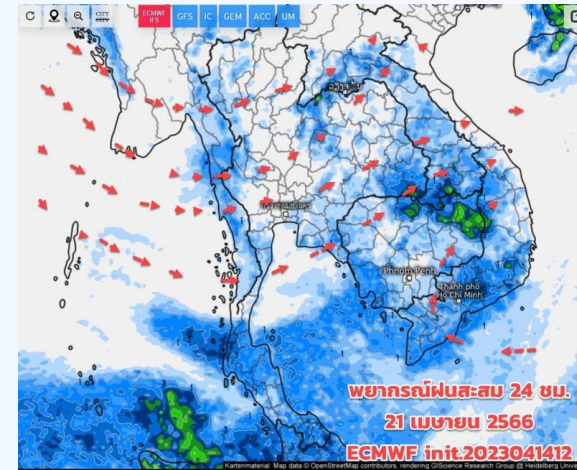 CITY
ECMWF
IFS
GFS
IC
GEM
ACC
UM
Phnom Penh
Thành phố
Hồ Chí Minh
พยากรณ์ฝนสะสม 24 ชม.
21 เมษายน 2566
ECMWF init.2023041412
Kartenmaterial: Map data © OpenStreetMap contributors, rendering GIScience Research Group @ Heidelberg Univers